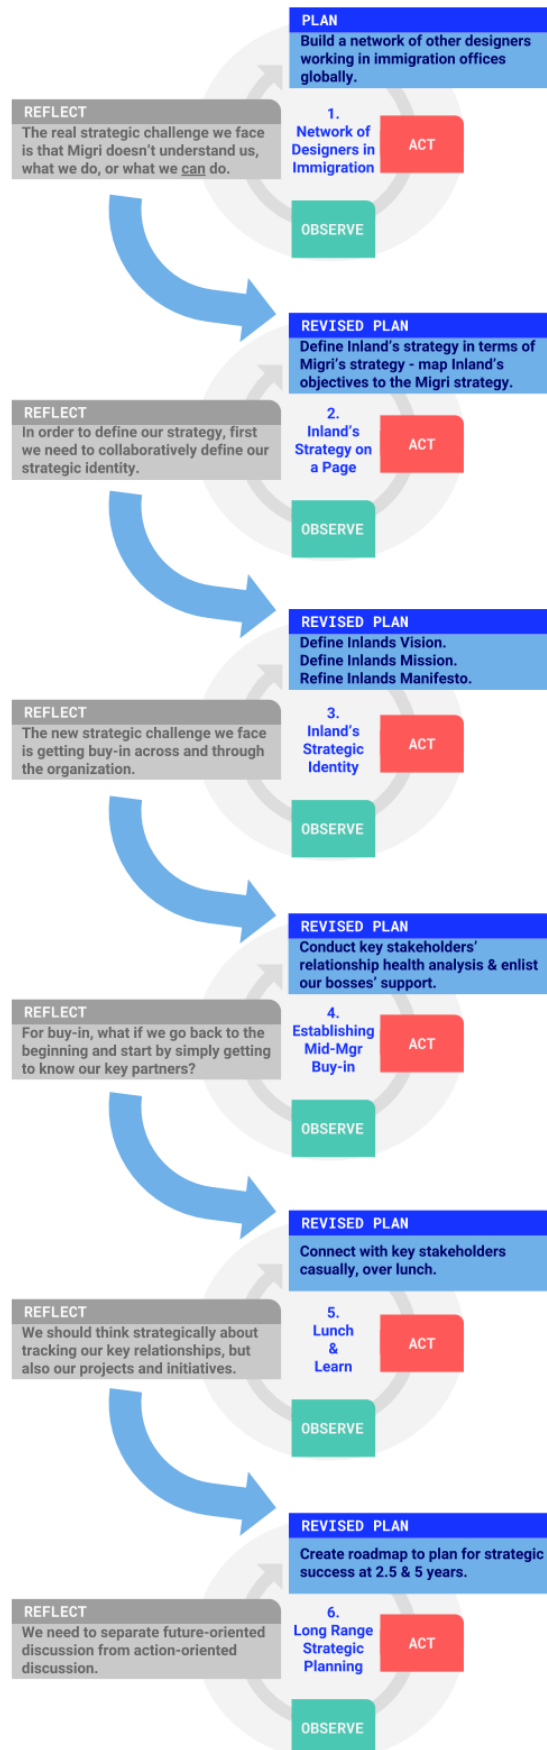 PLAN
Build a network of other designers
working in immigration offices
globally.
REFLECT
The real strategic challenge we face
is that Migri doesn't understand us,
what we do, or what we can do.
1.
Network of
Designers in
Immigration
ACT
OBSERVE
REVISED PLAN
Define Inland's strategy in terms of
Migri's strategy - map Inland's
objectives to the Migri strategy.
REFLECT
In order to define our strategy, first
we need to collaboratively define our
strategic identity.
2.
Inland's
Strategy on
a Page
ACT
OBSERVE
REVISED PLAN
Define Inlands Vision.
Define Inlands Mission.
Refine Inlands Manifesto.
REFLECT
The new strategic challenge we face
is getting buy-in across and through
the organization.
3.
Inland's
Strategic
Identity
ACT
OBSERVE
REVISED PLAN
Conduct key stakeholders'
relationship health analysis & enlist
our bosses' support.
REFLECT
For buy-in, what if we go back to the
beginning and start by simply getting
to know our key partners?
4.
Establishing
Mid-Mgr
Buy-in
ACT
OBSERVE
REVISED PLAN
Connect with key stakeholders
casually, over lunch.
REFLECT
We should think strategically about
tracking our key relationships, but
also our projects and initiatives.
5.
Lunch
&
Learn
ACT
OBSERVE
REVISED PLAN
Create roadmap to plan for strategic
success at 2.5 & 5 years.
REFLECT
We need to separate future-oriented
discussion from action-oriented
discussion.
6.
Long Range
Strategic
Planning
ACT
OBSERVE